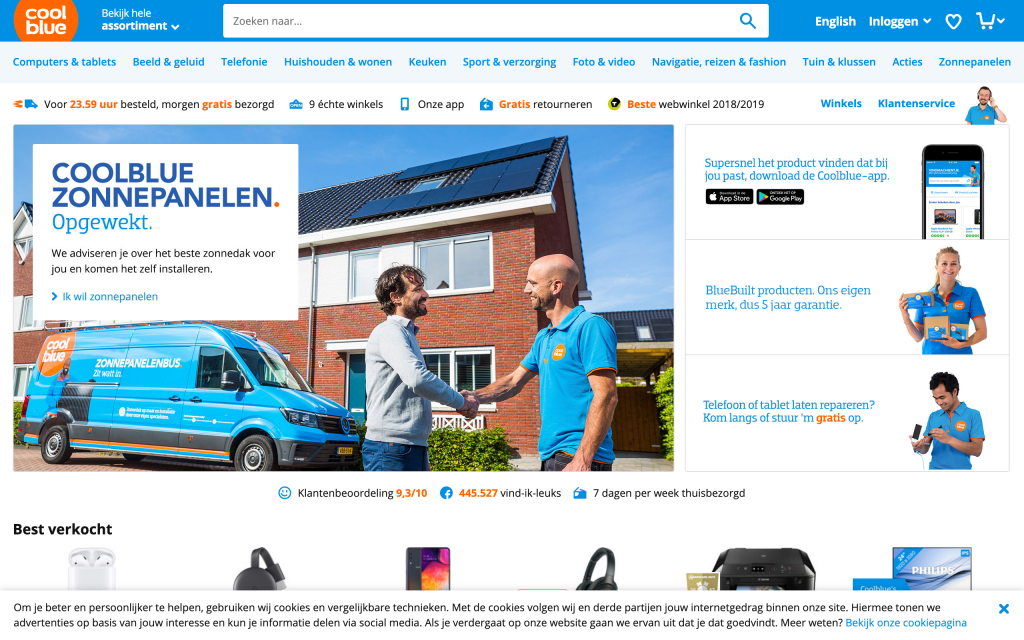 cool
blue
Bekijk hele
assortiment
Zoeken naar...
English
Inloggen
Computers & tablets
Beeld & geluid
Telefonie
Huishouden & wonen
Keuken
Sport & verzorging
Foto & video
Navigatie, reizen & fashion
Tuin & klussen
Acties
Zonnepanelen
Voor 23.59 uur besteld, morgen gratis bezorgd
9 échte winkels
Onze app
Gratis retourneren
Beste webwinkel 2018/2019
Winkels
Klantenservice
COOLBLUE
ZONNEPANELEN.
Opgewekt.
We adviseren je over het beste zonnedak voor
jou en komen het zelf installeren.
Ik wil zonnepanelen
cool
blue
ZONNEPANELENBUS.
Zit watt in.
Supersnel het product vinden dat bij
jou past, download de Coolblue-app.
App Store
Google Play
BlueBuilt producten. Ons eigen
merk, dus 5 jaar garantie.
Telefoon of tablet laten repareren?
Kom langs of stuur 'm gratis op.
Klantenbeoordeling 9,3/10
445.527 vind-ik-leuks
7 dagen per week thuisbezorgd
Best verkocht
24"
PHILIPS
Coolblue's
Om je beter en persoonlijker te helpen, gebruiken wij cookies en vergelijkbare technieken. Met de cookies volgen wij en derde partijen jouw internetgedrag binnen onze site. Hiermee tonen we
advertenties op basis van jouw interesse en kun je informatie delen via social media. Als je verdergaat op onze website gaan we ervan uit dat je dat goedvindt. Meer weten? Bekijk onze cookiepagina